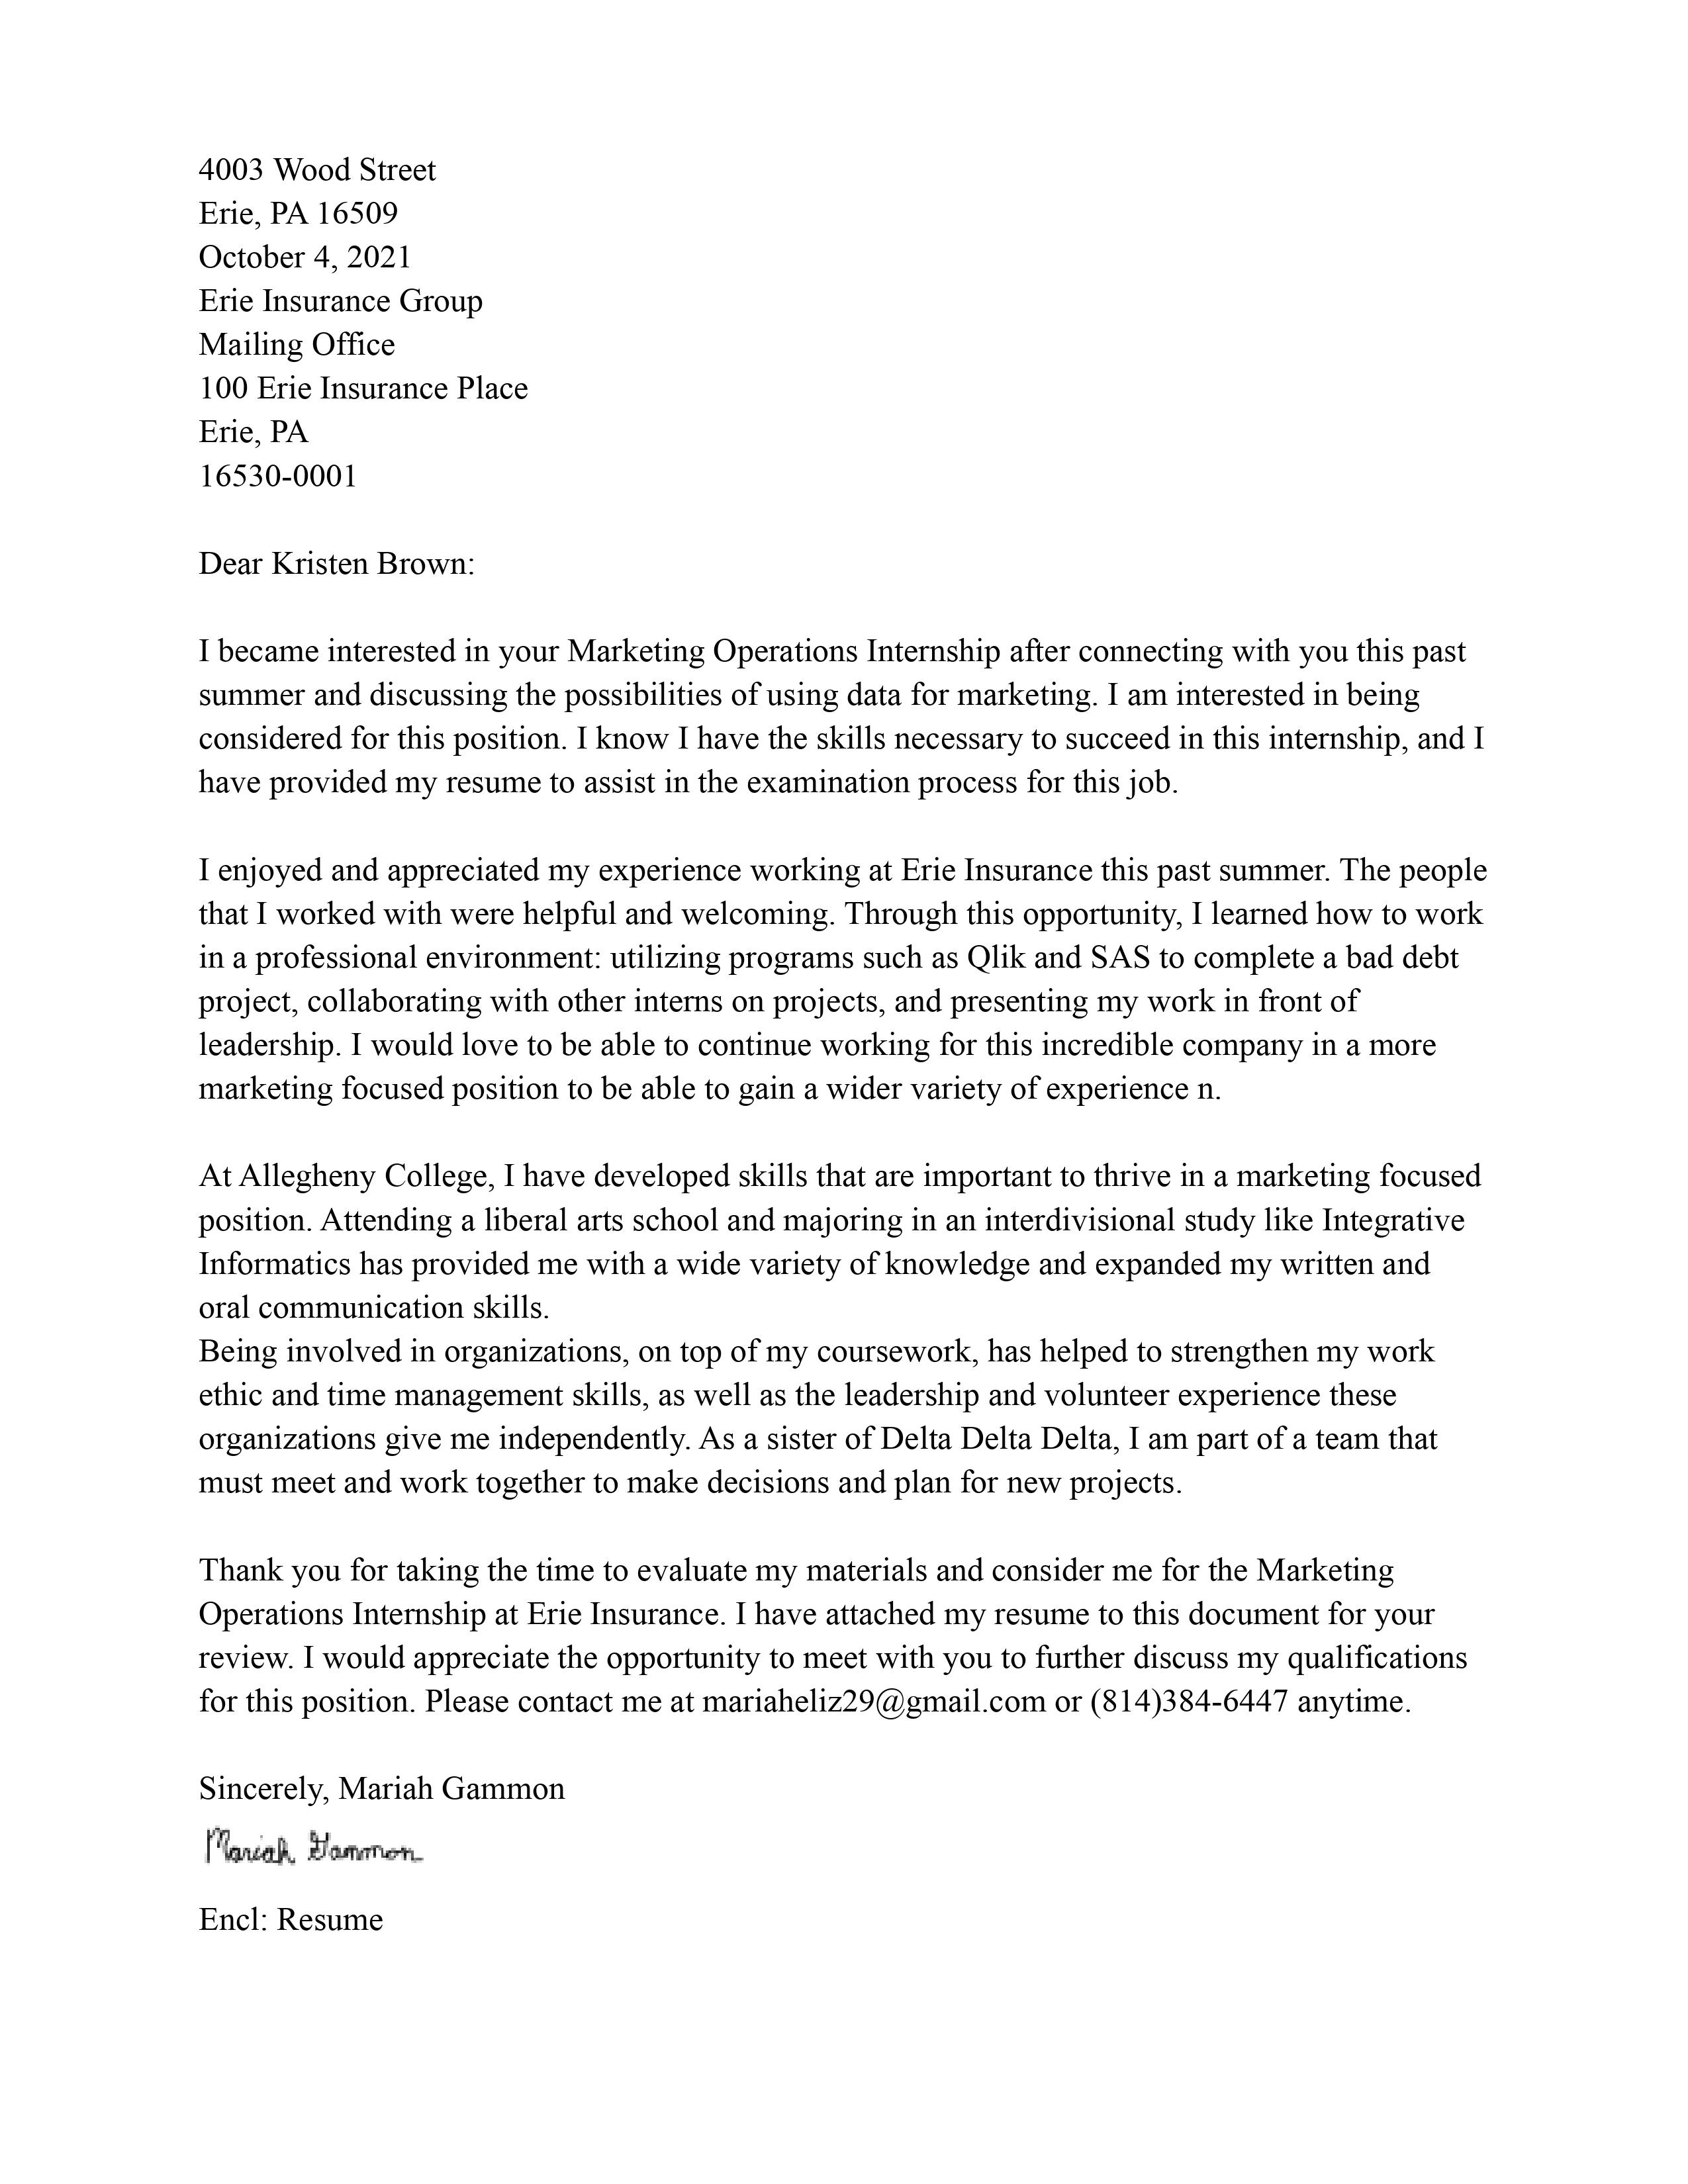 4003 Wood Street
Erie, PA 16509
October 4, 2021
Erie Insurance Group
Mailing Office
100 Erie Insurance Place
Erie, PA
16530-0001
Dear Kristen Brown:
I became interested in your Marketing Operations Internship after connecting with you this past
summer and discussing the possibilities of using data for marketing. I am interested in being
considered for this position. I know I have the skills necessary to succeed in this internship, and I
have provided my resume to assist in the examination process for this job.
I enjoyed and appreciated my experience working at Erie Insurance this past summer. The people
that I worked with were helpful and welcoming. Through this opportunity, I learned how to work
in a professional environment: utilizing programs such as Qlik and SAS to complete a bad debt
project, collaborating with other interns on projects, and presenting my work in front of
leadership. I would love to be able to continue working for this incredible company in a more
marketing focused position to be able to gain a wider variety of experience n.
At Allegheny College, I have developed skills that are important to thrive in a marketing focused
position. Attending a liberal arts school and majoring in an interdivisional study like Integrative
Informatics has provided me with a wide variety of knowledge and expanded my written and
oral communication skills.
Being involved in organizations, on top of my coursework, has helped to strengthen my work
ethic and time management skills, as well as the leadership and volunteer experience these
organizations give me independently. As a sister of Delta Delta Delta, I am part of a team that
must meet and work together to make decisions and plan for new projects.
Thank you for taking the time to evaluate my materials and consider me for the Marketing
Operations Internship at Erie Insurance. I have attached my resume to this document for your
review. I would appreciate the opportunity to meet with you to further discuss my qualifications
for this position. Please contact me at mariaheliz29@gmail.com or (814)384-6447 anytime.
Sincerely, Mariah Gammon
Mariah Gammon
Encl: Resume